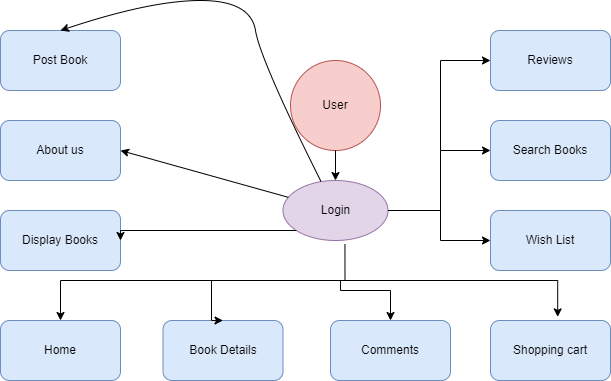 Post Book
Reviews
User
About us
Search Books
Login
Display Books
Wish List
Home
Book Details
Comments
Shopping cart